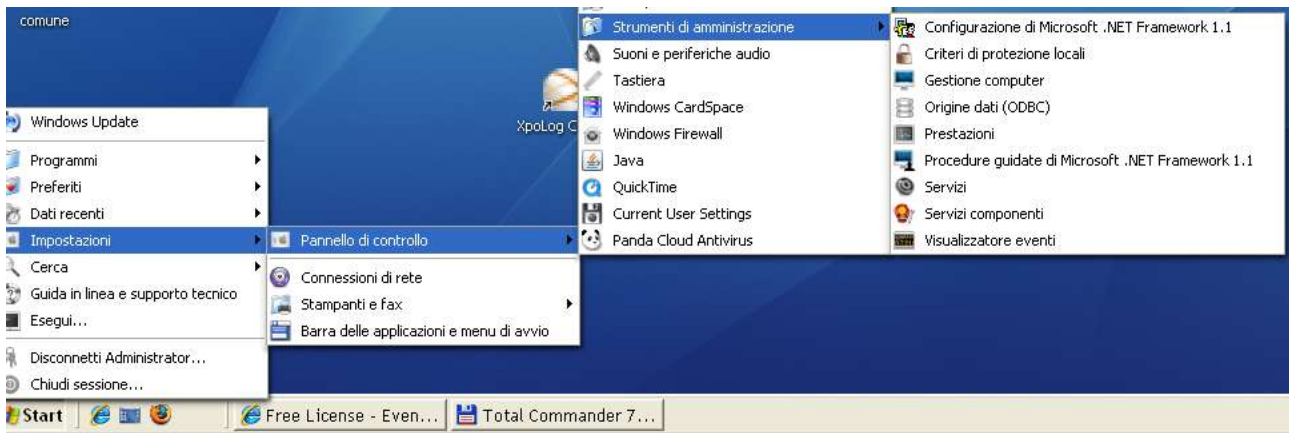 comune
XpoLog C
Windows Update
Programmi
Preferiti
Dati recenti
Impostazioni
Cerca
Guida in linea e supporto tecnico
Esegui...
Disconnetti Administrator...
Chiudi sessione...
Pannello di controllo
Connessioni di rete
Stampanti e fax
Barra delle applicazioni e menu di avvio
Strumenti di amministrazione
Suoni e periferiche audio
Tastiera
Windows CardSpace
Windows Firewall
Java
QuickTime
Current User Settings
Panda Cloud Antivirus
Configurazione di Microsoft .NET Framework 1.1
Criteri di protezione locali
Gestione computer
Origine dati (ODBC)
Prestazioni
Procedure guidate di Microsoft .NET Framework 1.1
Servizi
Servizi componenti
Visualizzatore eventi
Start
Free License - Even...
Total Commander 7...